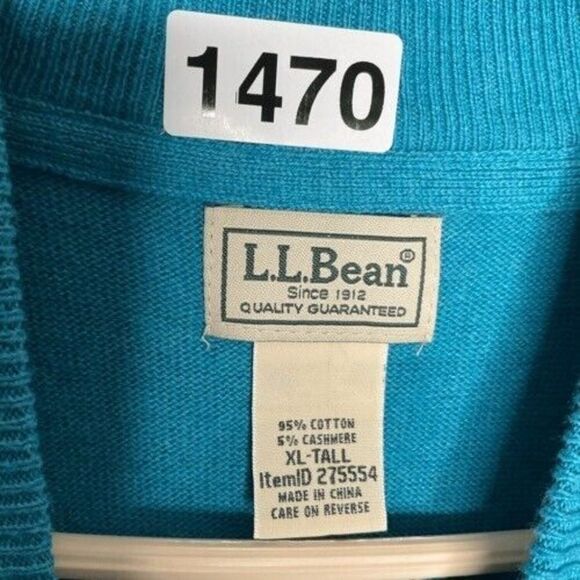 1470
L.L.Bean®
Since 1912
QUALITY GUARANTEED
95% COTTON
5% CASHMERE
XL-TALL
ItemID 275554
MADE IN CHINA
CARE ON REVERSE